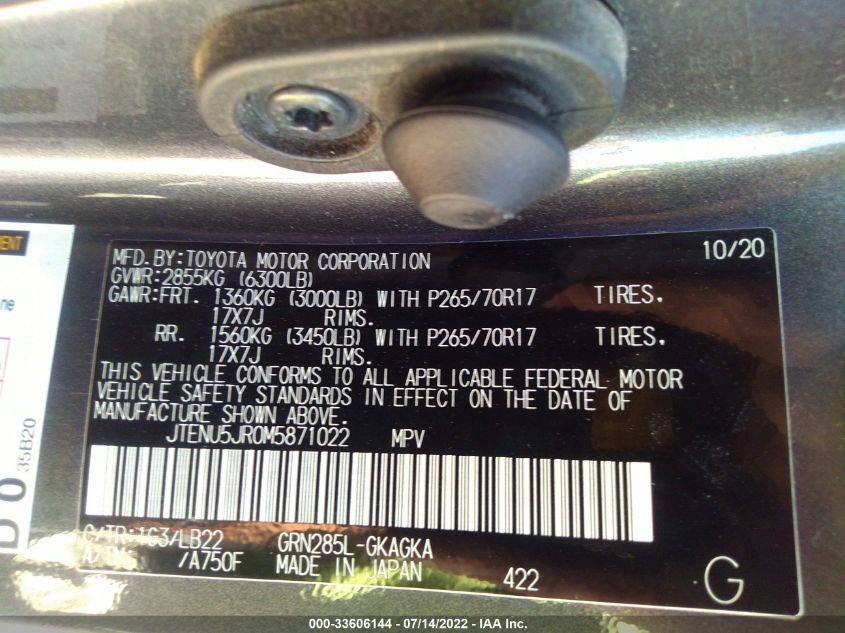 MFD.BY:TOYOTA MOTOR CORPORATION 10/20
GVWR:2855KG (6300LB)
GAWR:FRT. 1360KG (3000LB) WITH P265/70R17 TIRES.
17X7J RIMS.
RR. 1560KG (3450LB) WITH P265/70R17 TIRES.
17X7J RIMS.
THIS VEHICLE CONFORMS TO ALL APPLICABLE FEDERAL MOTOR
VEHICLE SAFETY STANDARDS IN EFFECT ON THE DATE OF
MANUFACTURE SHOWN ABOVE.
JTENU5JR0M5871022 MPV
C/TR:1G3/LB22 GRN285L-GKAGKA
A/TM: /A750F MADE IN JAPAN 422
G
35B20
000-33606144 - 07/14/2022 - IAA Inc.